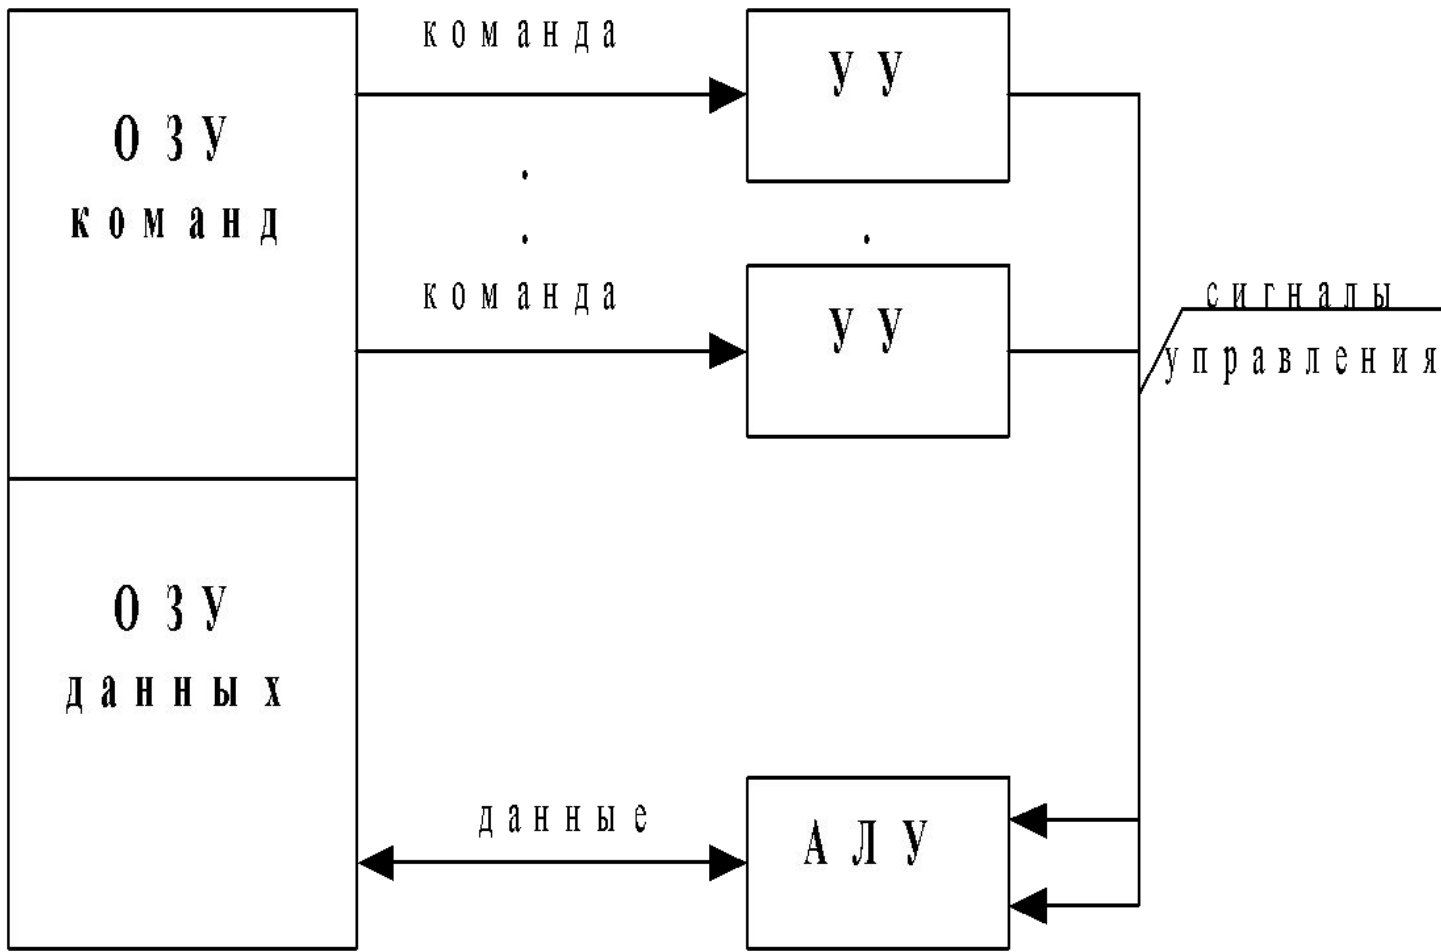 команда
УУ
ОЗУ
команд
команда
УУ
сигналы
управления
ОЗУ
данных
данные
АЛУ